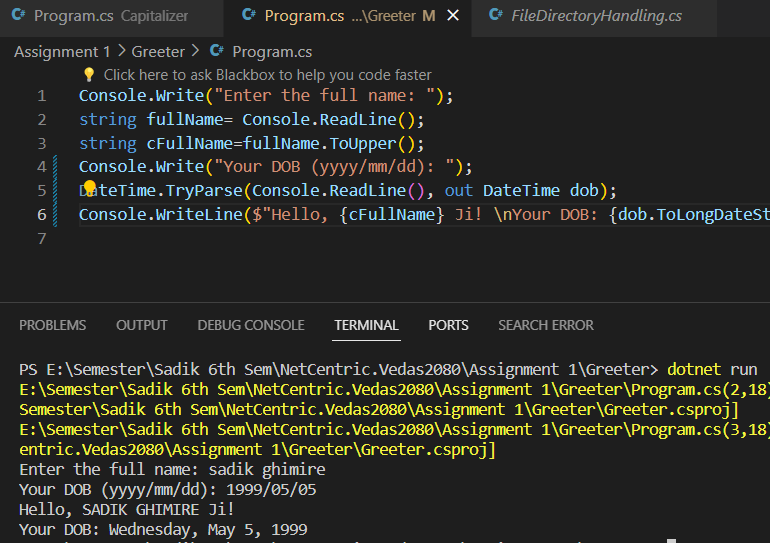 Program.cs Capitalizer Program.cs ...\Greeter M FileDirectoryHandling.cs
Assignment 1 > Greeter > Program.cs
Click here to ask Blackbox to help you code faster
1 Console.Write("Enter the full name: ");
2 string fullName= Console.ReadLine();
3 string cFullName=fullName.ToUpper();
4 Console.Write("Your DOB (yyyy/mm/dd): ");
5 DateTime.TryParse(Console.ReadLine(), out DateTime dob);
6 Console.WriteLine($"Hello, {cFullName} Ji! \nYour DOB: {dob.ToLongDateSt
7
PROBLEMS OUTPUT DEBUG CONSOLE TERMINAL PORTS SEARCH ERROR
PS E:\Semester\Sadik 6th Sem\NetCentric.Vedas2080\Assignment 1\Greeter> dotnet run
E:\Semester\Sadik 6th Sem\NetCentric.Vedas2080\Assignment 1\Greeter\Program.cs(2,18)
Semester\Sadik 6th Sem\NetCentric.Vedas2080\Assignment 1\Greeter\Greeter.csproj]
E:\Semester\Sadik 6th Sem\NetCentric.Vedas2080\Assignment 1\Greeter\Program.cs(3,18)
entric.Vedas2080\Assignment 1\Greeter\Greeter.csproj]
Enter the full name: sadik ghimire
Your DOB (yyyy/mm/dd): 1999/05/05
Hello, SADIK GHIMIRE Ji!
Your DOB: Wednesday, May 5, 1999